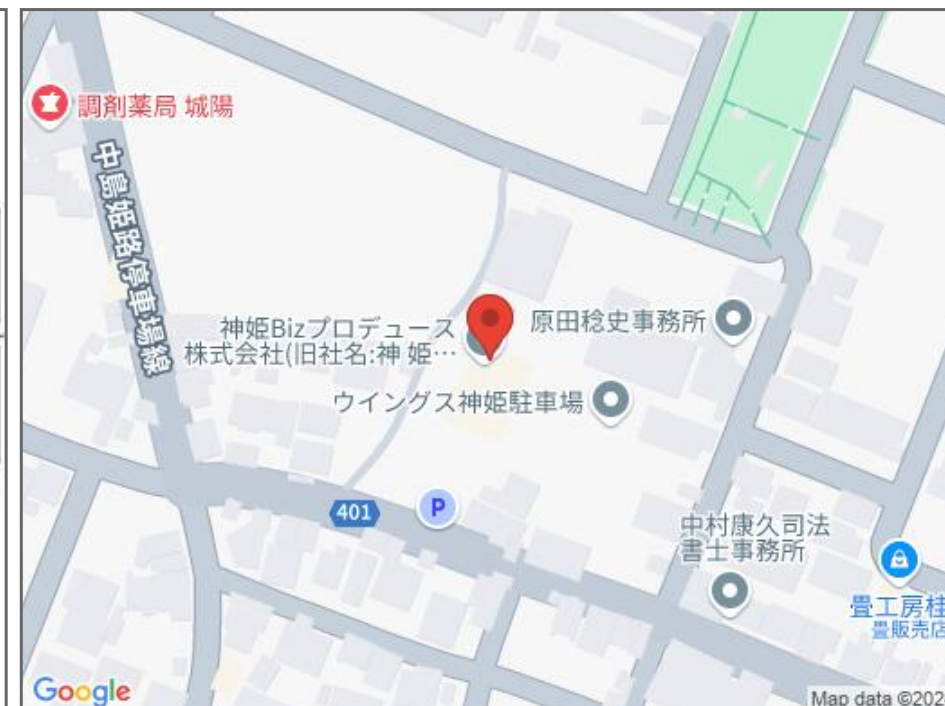 調剤薬局 城陽
中島姫路停車場線
神姫Bizプロデュース
株式会社(旧社名:神 姫…
原田稔史事務所
ウイングス神姫駐車場
401
P
中村康久司法
書士事務所
畳工房桂
畳販売店
Google
Map data ©202